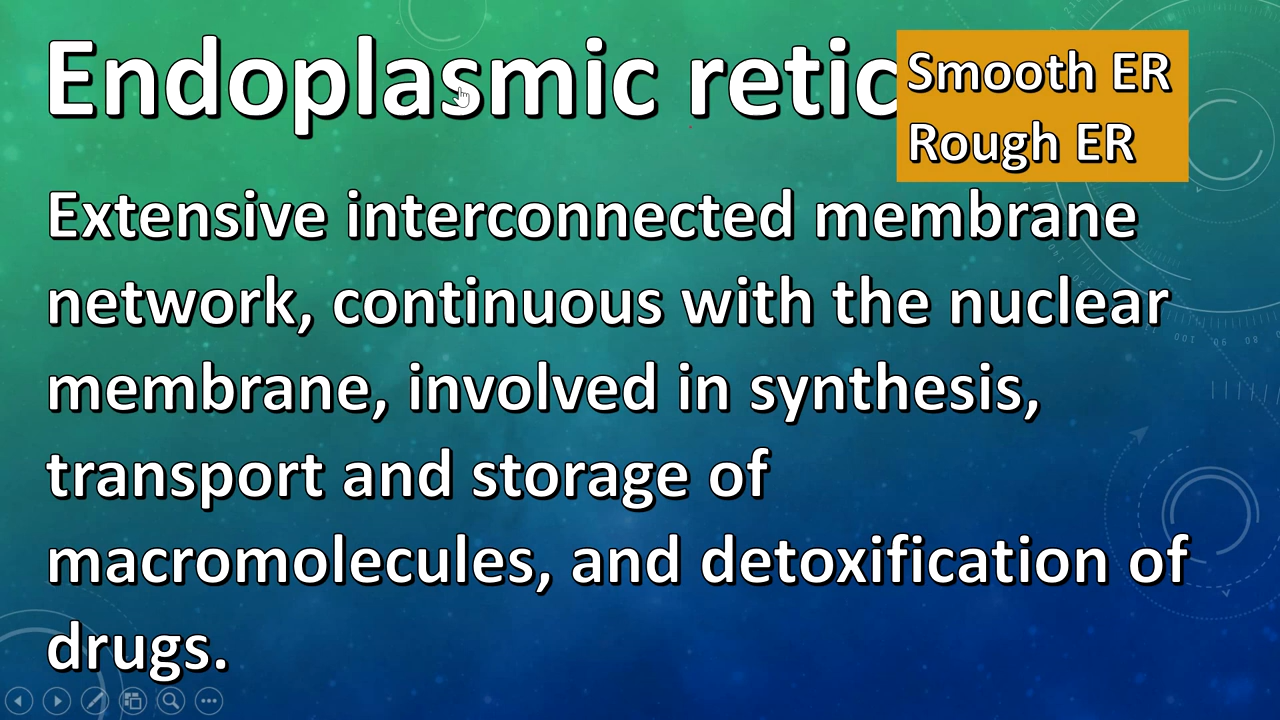 Endoplasmic retic
Smooth ER
Rough ER
Extensive interconnected membrane
network, continuous with the nuclear
membrane, involved in synthesis,
transport and storage of
macromolecules, and detoxification of
drugs.